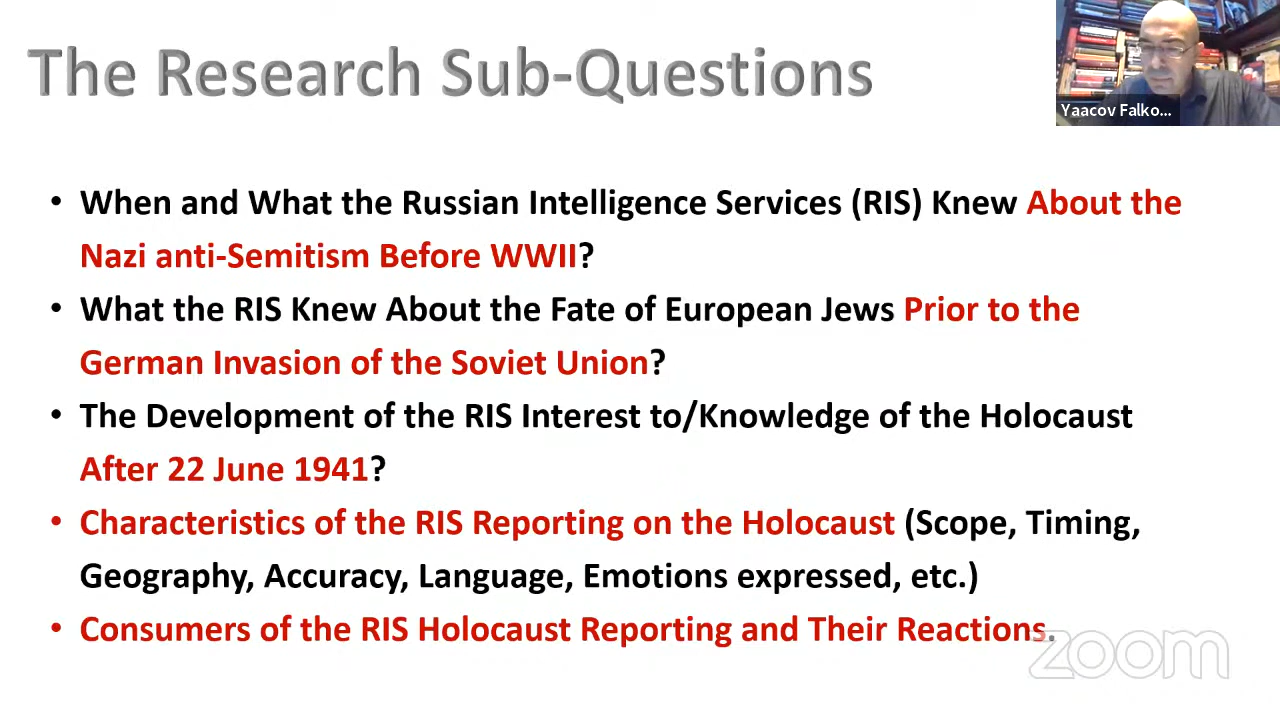 The Research Sub-Questions
Yaacov Falko...
• When and What the Russian Intelligence Services (RIS) Knew About the
Nazi anti-Semitism Before WWII?
• What the RIS Knew About the Fate of European Jews Prior to the
German Invasion of the Soviet Union?
• The Development of the RIS Interest to/Knowledge of the Holocaust
After 22 June 1941?
• Characteristics of the RIS Reporting on the Holocaust (Scope, Timing,
Geography, Accuracy, Language, Emotions expressed, etc.)
• Consumers of the RIS Holocaust Reporting and Their Reactions.
zoom